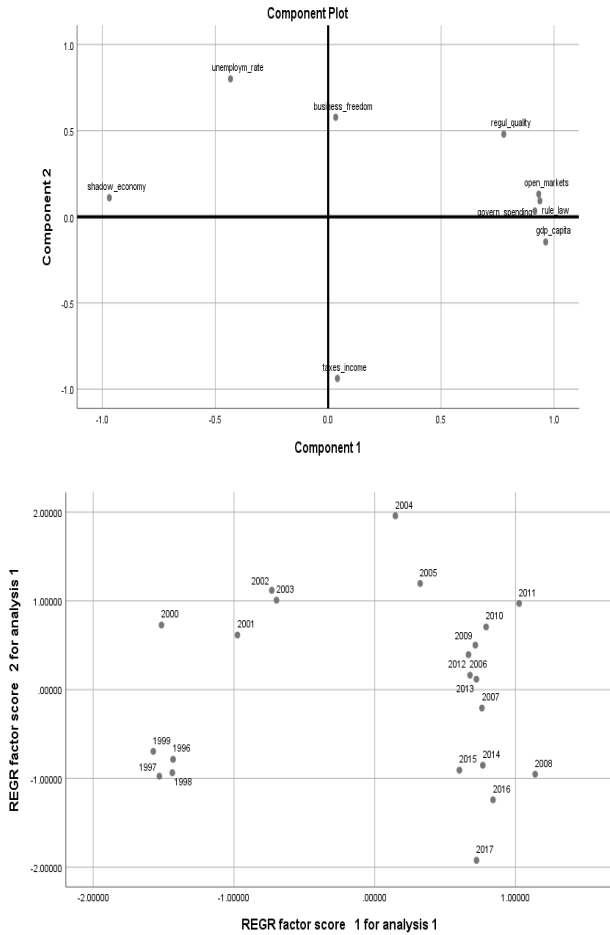 Component Plot
1.0
unemploym_rate
business_freedom
0.5
regul_quality
shadow_economy
open_markets
0.0
govern_spending
rule_law
gdp_capita
-0.5
-1.0
taxes_income
-1.0
-0.5
0.0
0.5
1.0
Component 2
Component 1
2.00000
2004
2002
2003
2005
1.00000
2011
2000
2001
2010
2009
2012
2006
.00000
2013
2007
1999
1996
2015
2014
2008
1997
1998
-1.00000
2016
2017
-2.00000
-2.00000
-1.00000
.00000
1.00000
REGR factor score 2 for analysis 1
REGR factor score 1 for analysis 1